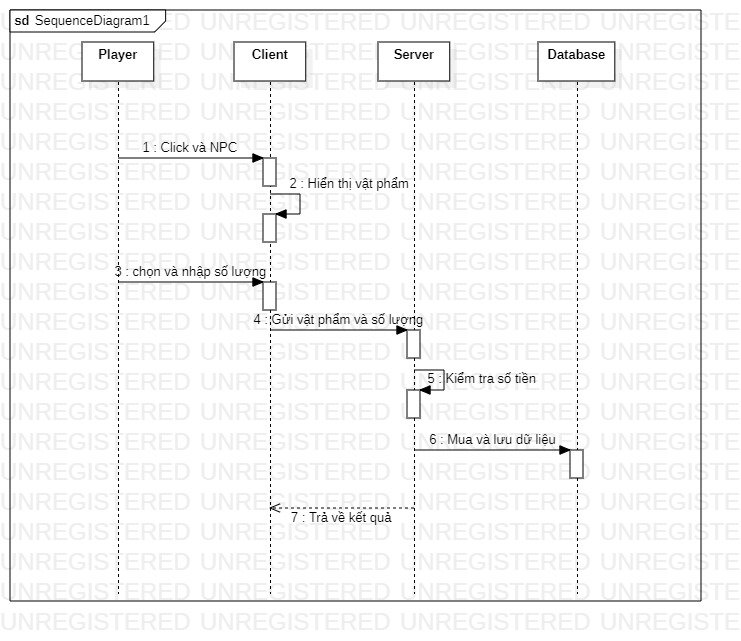 sd SequenceDiagram1
Player
Client
Server
Database
1 : Click và NPC
2 : Hiển thị vật phẩm
3 : chọn và nhập số lượng
4 : Gửi vật phẩm và số lượng
5 : Kiểm tra số tiền
6 : Mua và lưu dữ liệu
7 : Trả về kết quả
UNREGISTERED